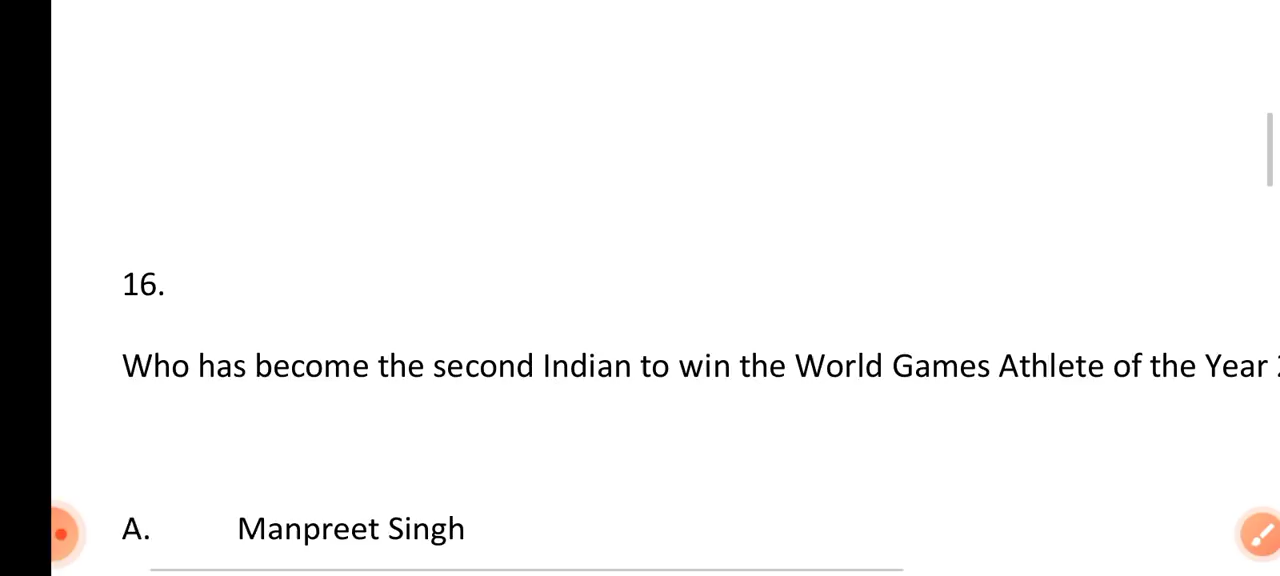 16.
Who has become the second Indian to win the World Games Athlete of the Year
A. Manpreet Singh